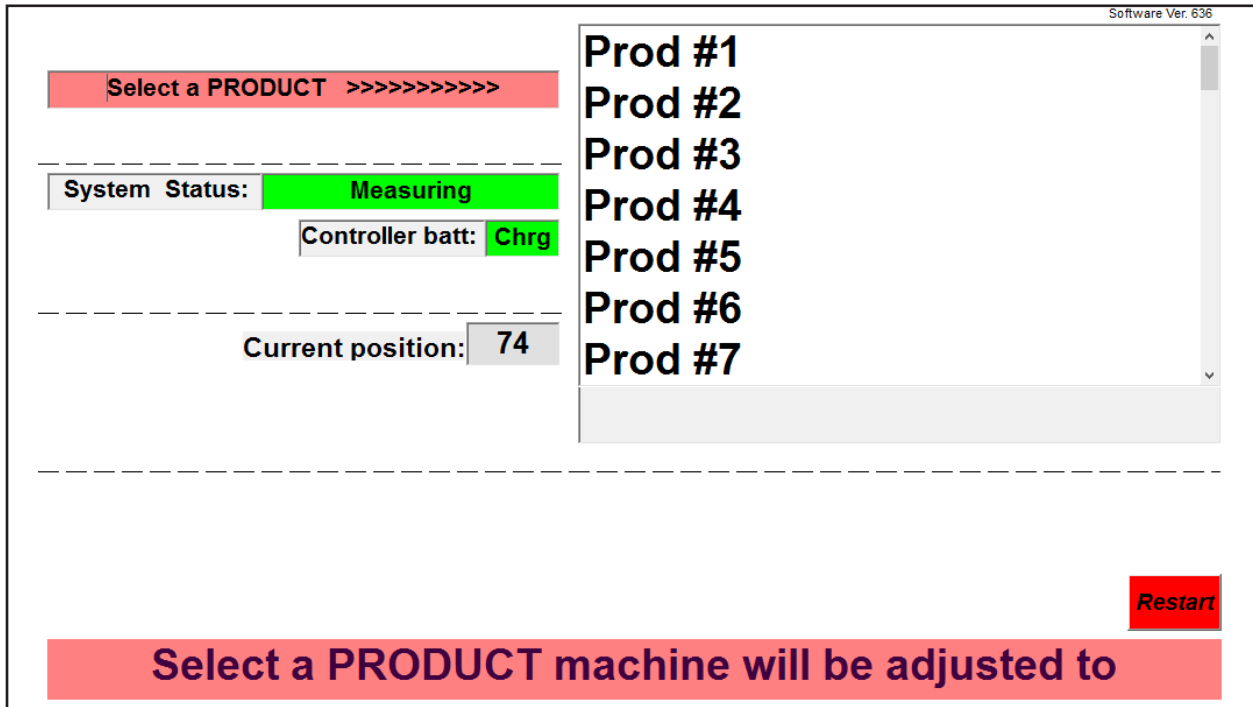 Software Ver. 636
Select a PRODUCT >>>>>>>>>>>
Prod #1
Prod #2
Prod #3
Prod #4
Prod #5
Prod #6
Prod #7
System Status: Measuring
Controller batt: Chrg
Current position: 74
Restart
Select a PRODUCT machine will be adjusted to